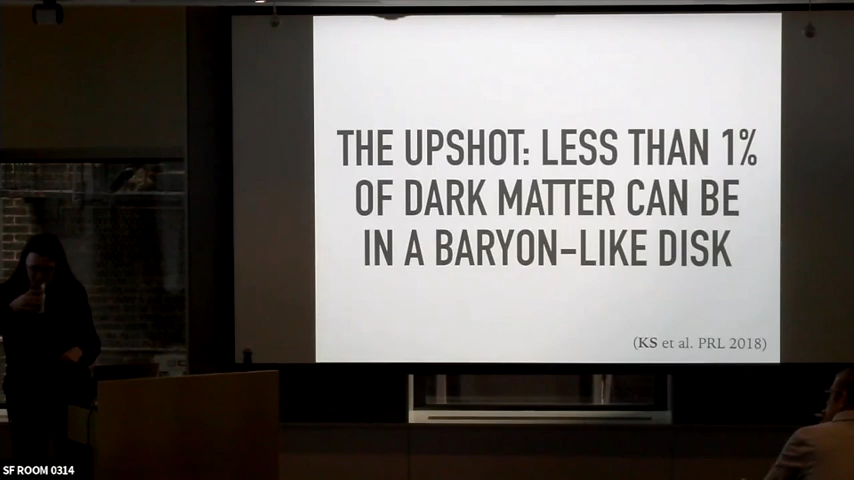 THE UPSHOT: LESS THAN 1%
OF DARK MATTER CAN BE
IN A BARYON-LIKE DISK
(KS et al. PRL 2018)
SF ROOM 0314